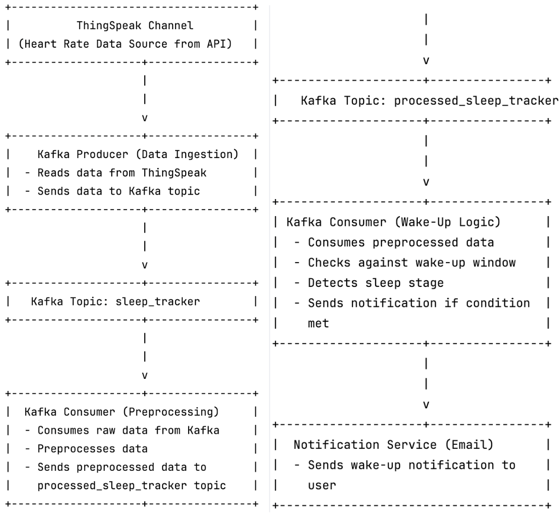 ThingSpeak Channel
(Heart Rate Data Source from API)
Kafka Producer (Data Ingestion)
- Reads data from ThingSpeak
- Sends data to Kafka topic
Kafka Topic: sleep_tracker
Kafka Consumer (Preprocessing)
- Consumes raw data from Kafka
- Preprocesses data
- Sends preprocessed data to
processed_sleep_tracker topic
Kafka Topic: processed_sleep_tracker
Kafka Consumer (Wake-Up Logic)
- Consumes preprocessed data
- Checks against wake-up window
- Detects sleep stage
- Sends notification if condition
met
Notification Service (Email)
- Sends wake-up notification to
user